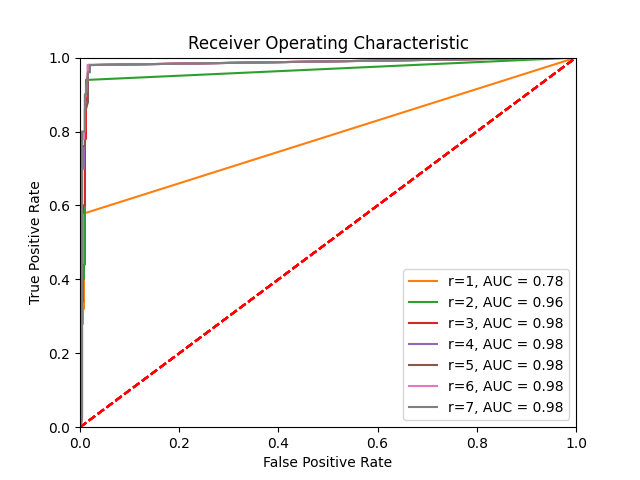 Receiver Operating Characteristic
True Positive Rate
1.0
0.8
0.6
0.4
0.2
0.0
r=1, AUC = 0.78
r=2, AUC = 0.96
r=3, AUC = 0.98
r=4, AUC = 0.98
r=5, AUC = 0.98
r=6, AUC = 0.98
r=7, AUC = 0.98
0.0 0.2 0.4 0.6 0.8 1.0
False Positive Rate